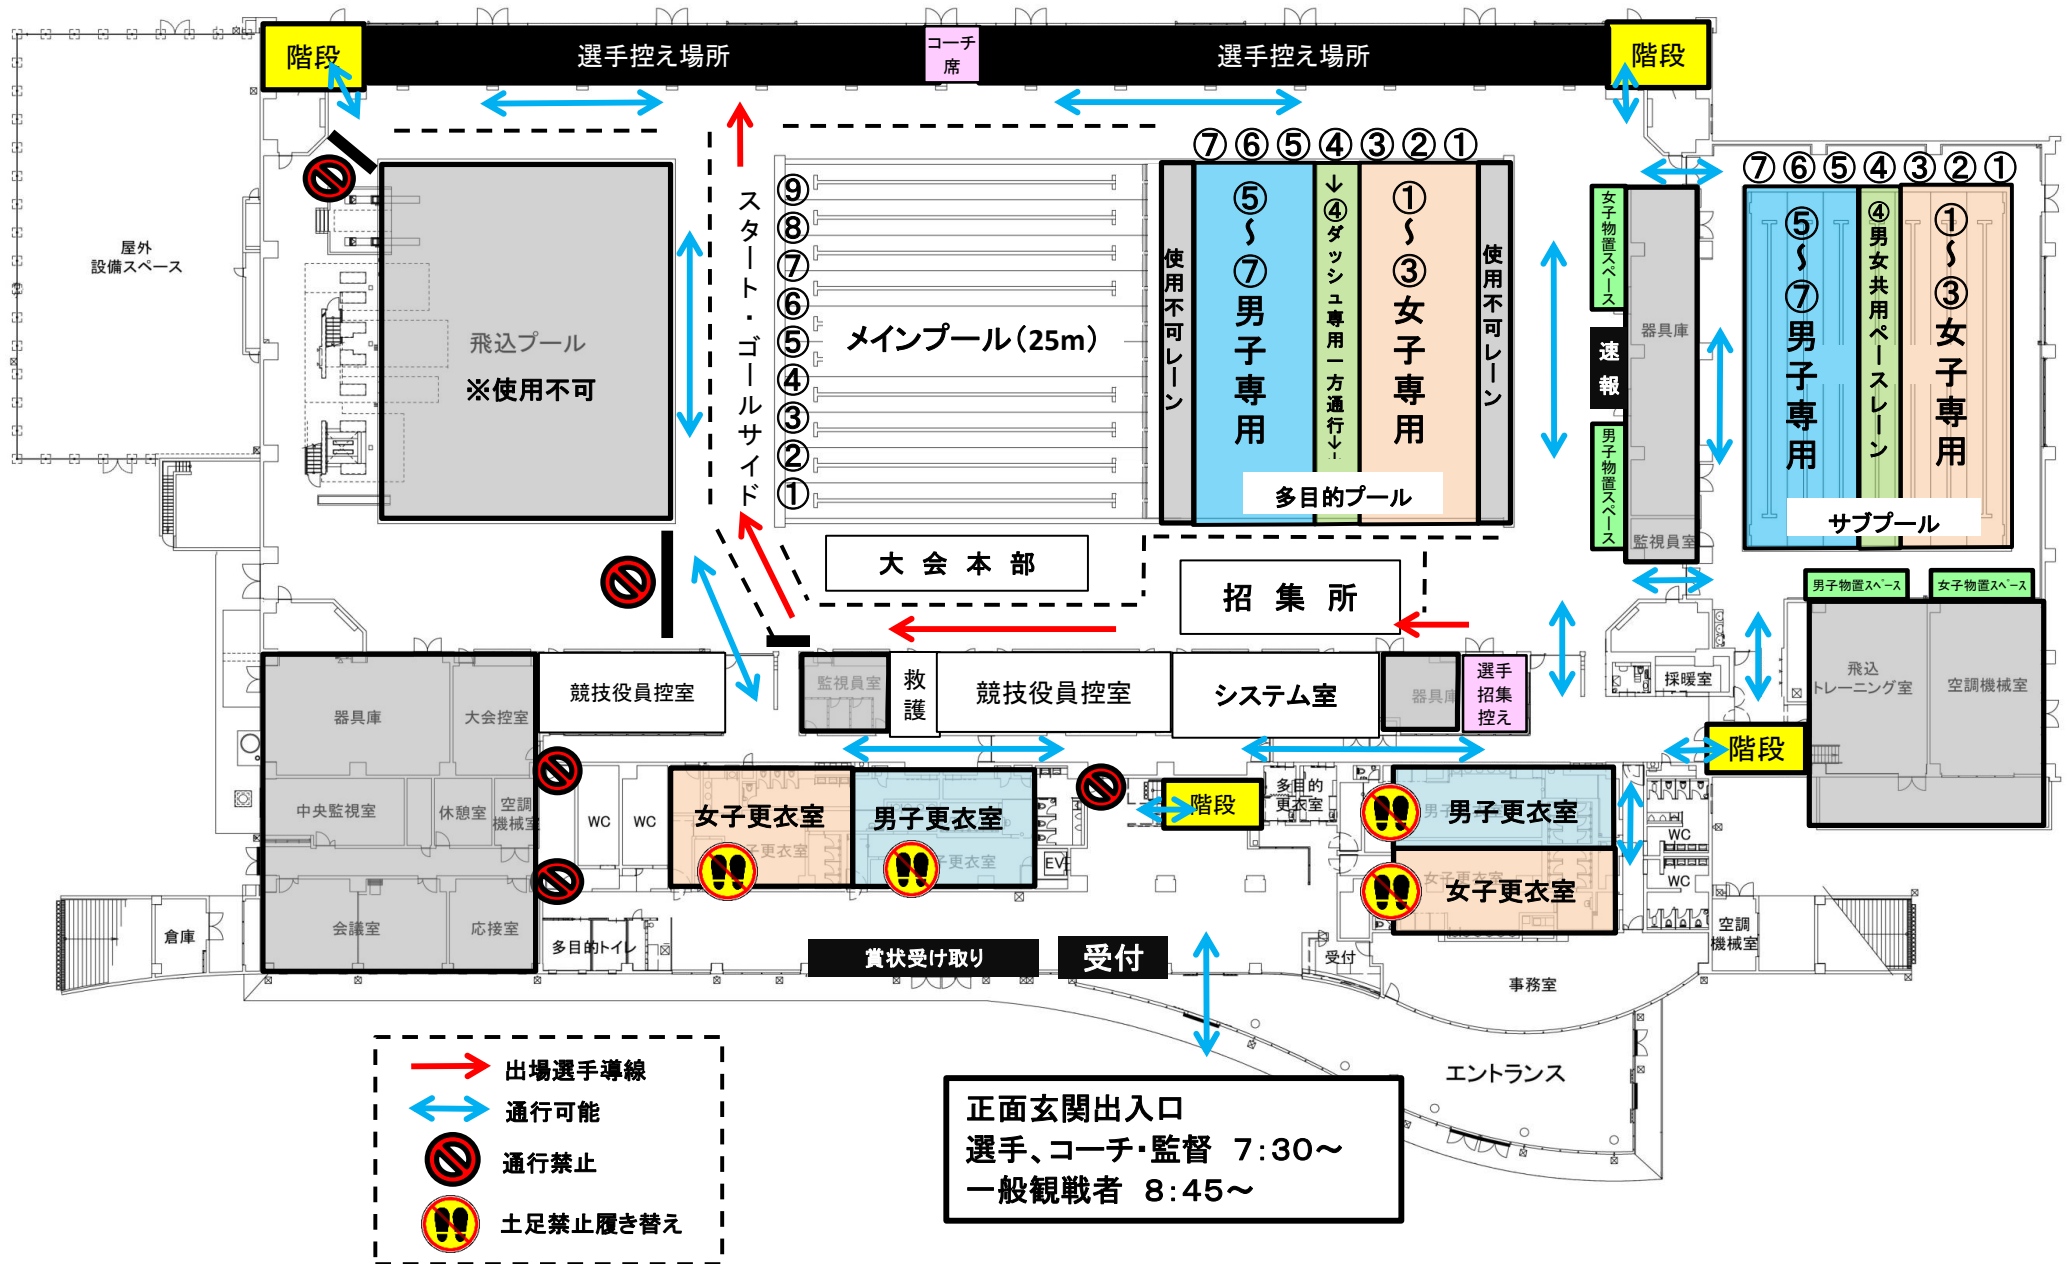 階段
選手控え場所
コーチ
席
選手控え場所
階段
屋外
設備スペース
飛込プール
※使用不可
スタート・ゴールサイド
⑨
⑧
⑦
⑥
⑤
④
③
②
①
メインプール（25m）
⑦ ⑥ ⑤ ④ ③ ② ①
使用不可レーン
⑤～⑦男子専用
↓④ダッシュ専用一方通行↓
①～③女子専用
使用不可レーン
多目的プール
女子物置スペース
速報
男子物置スペース
器具庫
監視員室
⑦ ⑥ ⑤ ④ ③ ② ①
⑤～⑦男子専用
④男女共用ペースレーン
①～③女子専用
サブプール
男子物置スペース
女子物置スペース
飛込
トレーニング室
空調機械室
大会本部
招集所
器具庫
大会控室
競技役員控室
監視員室
救護
競技役員控室
システム室
器具庫
選手
招集
控え
採暖室
階段
中央監視室
休憩室
空調
機械室
WC
WC
女子更衣室
男子更衣室
EV
階段
多目的
更衣室
男子更衣室
女子更衣室
女子更衣室
WC
WC
会議室
応接室
倉庫
多目的トイレ
賞状受け取り
受付
受付
事務室
空調
機械室
エントランス
出場選手導線
通行可能
通行禁止
土足禁止履き替え
正面玄関出入口
選手、コーチ・監督 7：30～
一般観戦者 8：45～